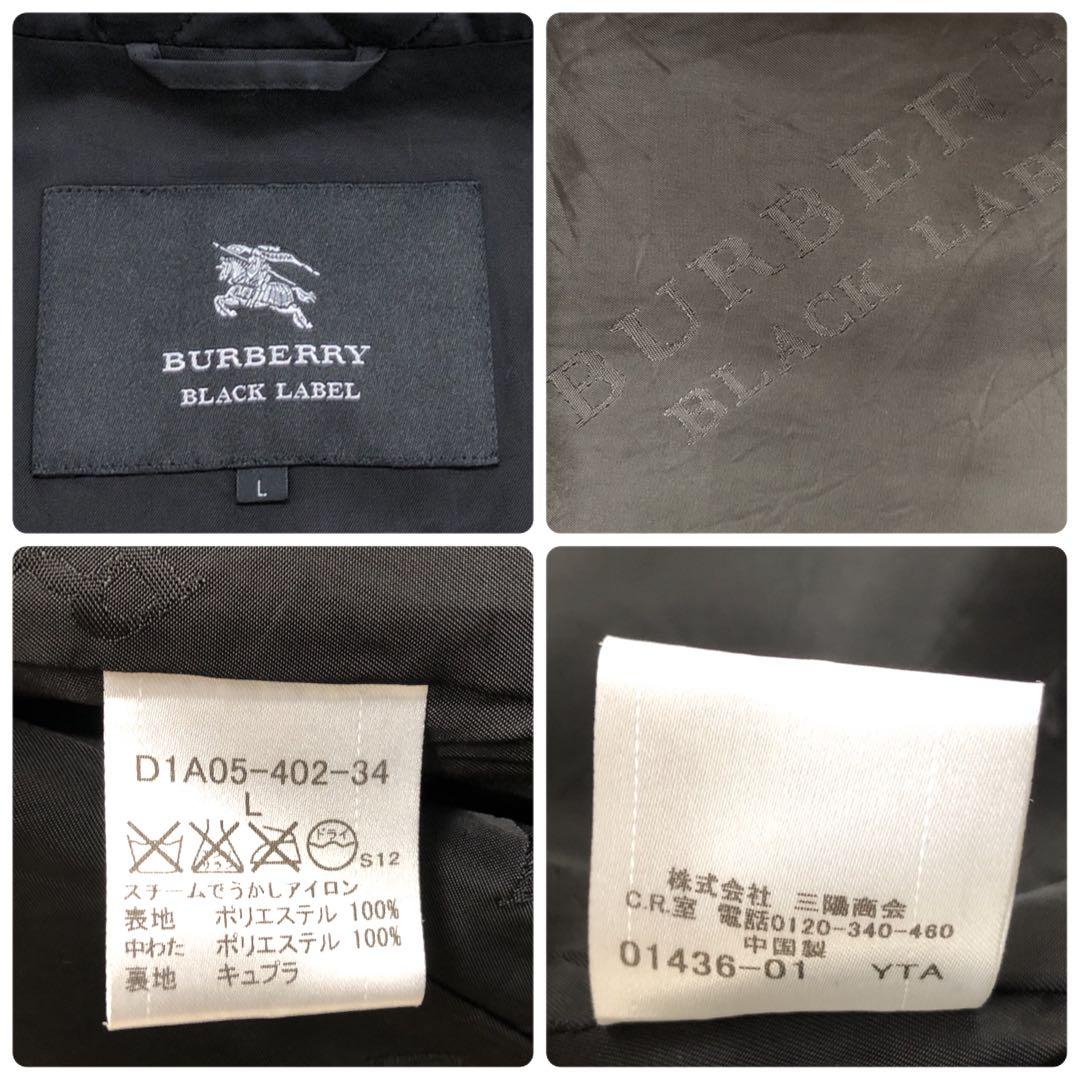 BURBERRY
BLACK LABEL
L
BURBERR
BLACK LABE
D1A05-402-34
L
ドライ
S12
スチームでうかしアイロン
表地 ポリエステル 100%
中わた ポリエステル 100%
裏地 キュプラ
株式会社 三陽商会
C.R.室 電話0120-340-460
中国製
01436-01 YTA